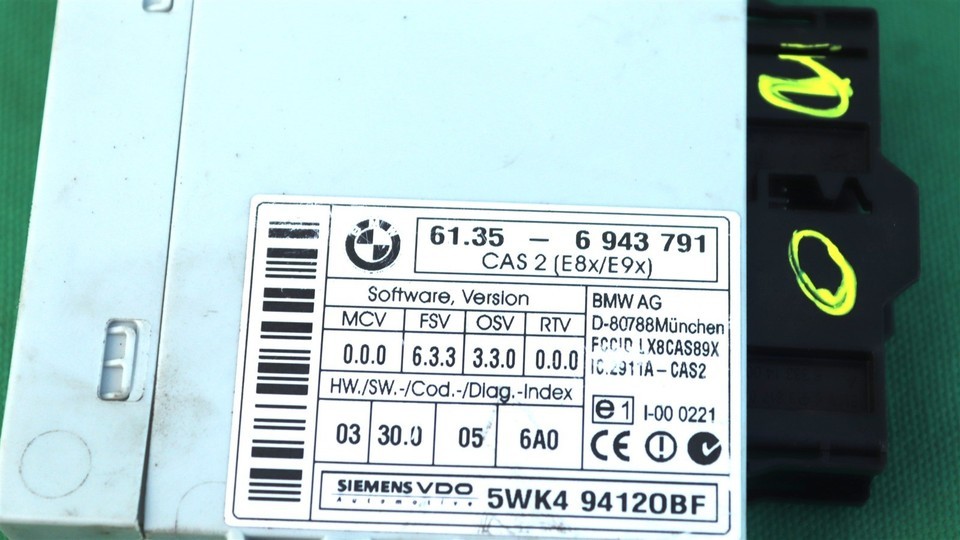 BMW
61.35 – 6 943 791
CAS 2 (E8x/E9x)
Software, Version
MCV FSV OSV RTV
0.0.0 6.3.3 3.3.0 0.0.0
HW./SW.-/Cod.-/Diag.-Index
03 30.0 05 6A0
BMW AG
D-80788München
FCCID LX8CAS89X
IC:2911A – CAS2
e1 I-00 0221
CE
SIEMENS VDO
Automotive
5WK4 94120BF